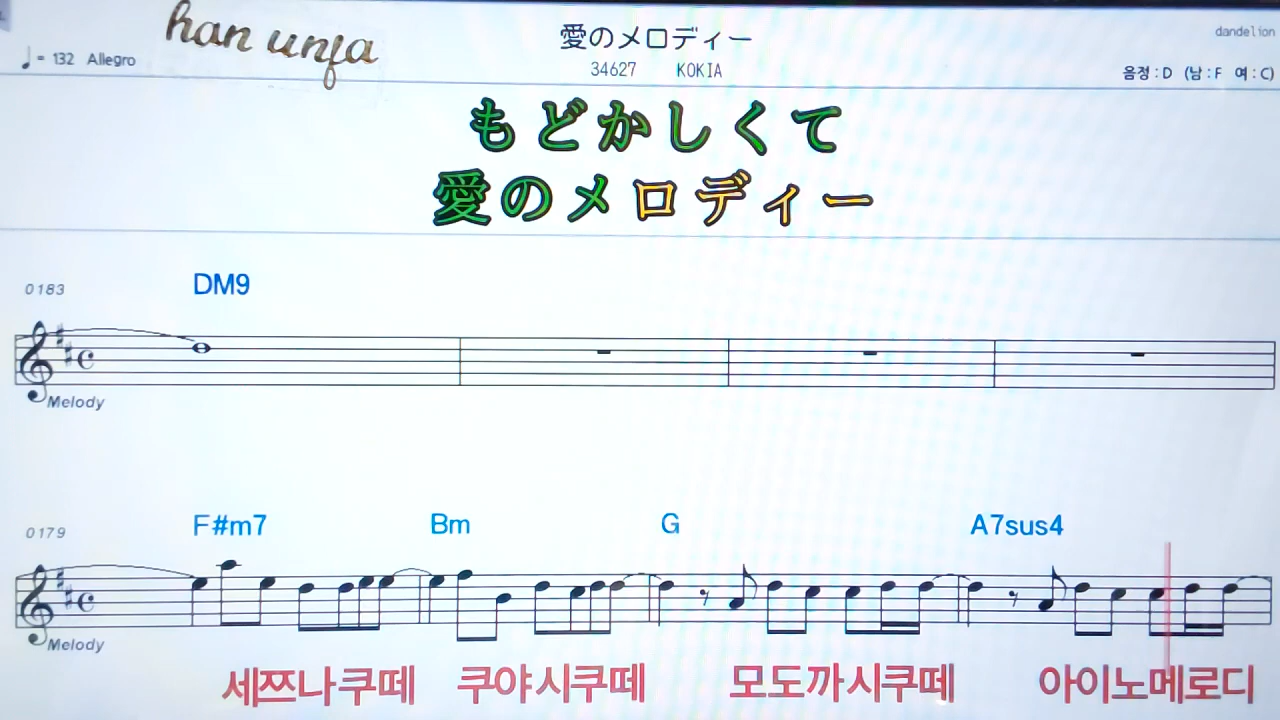 han unfa
愛のメロディー
dandelion
♩= 132 Allegro
34627 KOKIA
음정 : D (남 : F 여 : C)
もどかしくて
愛のメロディー
0183 DM9
Melody
0179 F#m7 Bm G A7sus4
Melody
세쯔나쿠떼 쿠야시쿠떼 모도까시쿠떼 아이노메로디